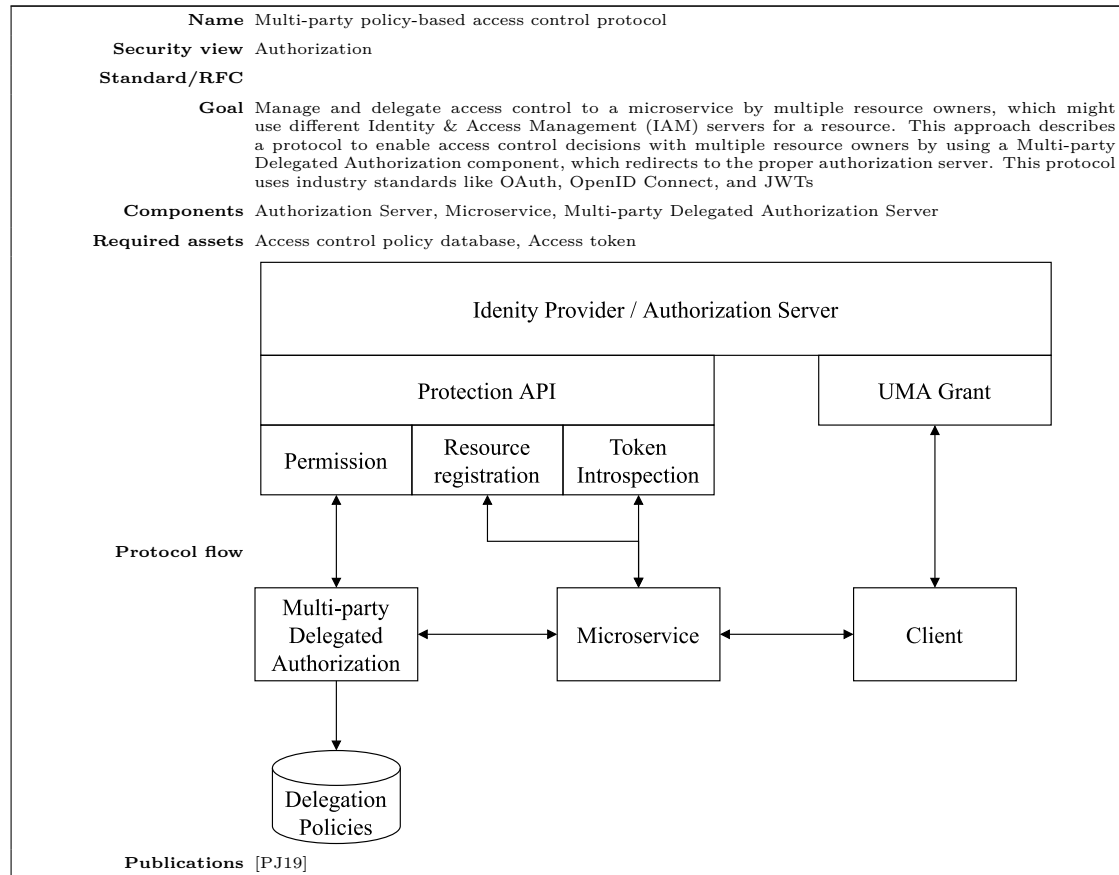 Name Multi-party policy-based access control protocol
Security view Authorization
Standard/RFC
Goal Manage and delegate access control to a microservice by multiple resource owners, which might
use different Identity & Access Management (IAM) servers for a resource. This approach describes
a protocol to enable access control decisions with multiple resource owners by using a Multi-party
Delegated Authorization component, which redirects to the proper authorization server. This protocol
uses industry standards like OAuth, OpenID Connect, and JWTs
Components Authorization Server, Microservice, Multi-party Delegated Authorization Server
Required assets Access control policy database, Access token
Idenity Provider / Authorization Server
Protection API
UMA Grant
Permission
Resource
registration
Token
Introspection
Protocol flow
Multi-party
Delegated
Authorization
Microservice
Client
Delegation
Policies
Publications [PJ19]